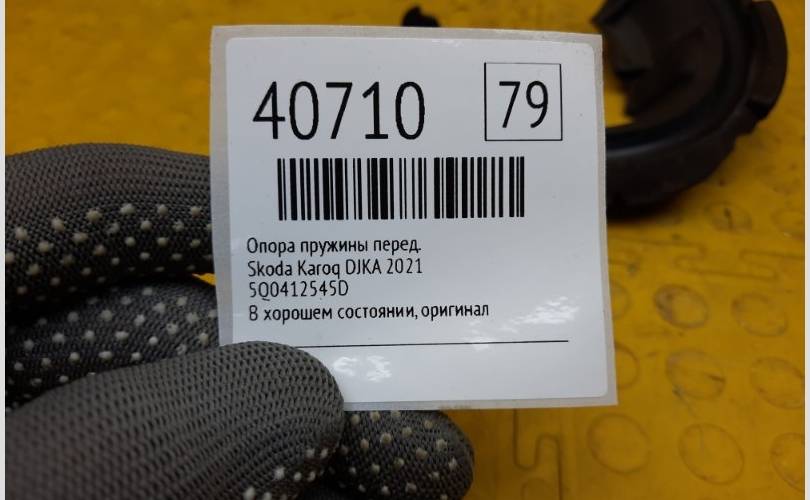 40710 79
Опора пружины перед.
Skoda Karoq DJKA 2021
5Q0412545D
В хорошем состоянии, оригинал